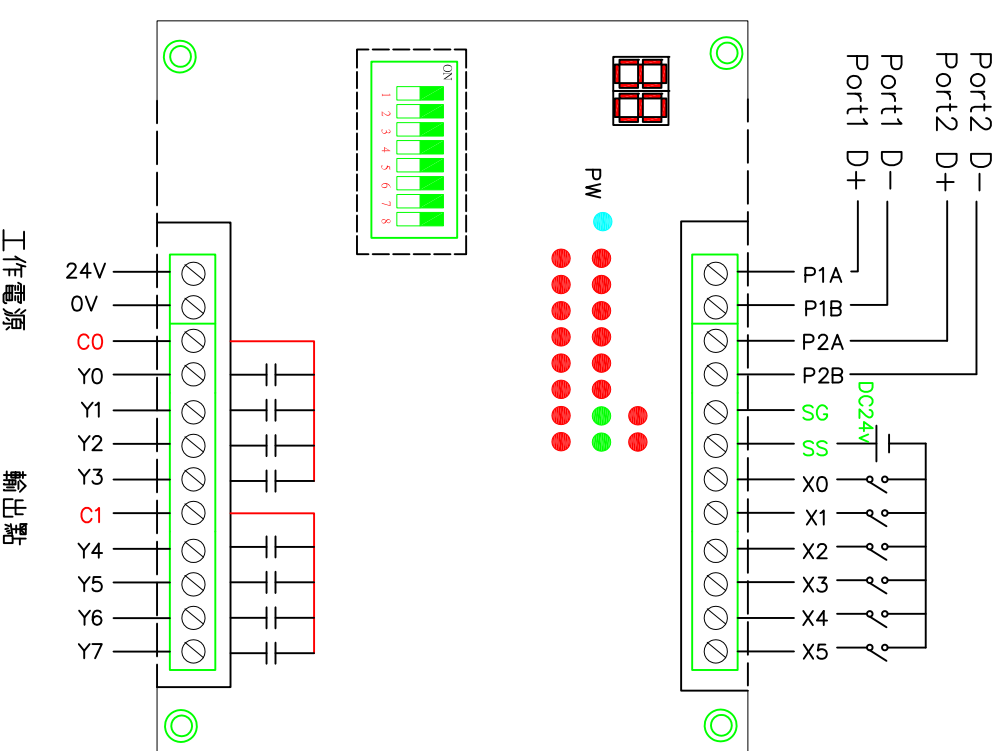 Port2 D-
Port2 D+
Port1 D-
Port1 D+
ON
1
2
3
4
5
6
7
8
PW
工作電源
輸出點
24V
0V
C0
Y0
Y1
Y2
Y3
C1
Y4
Y5
Y6
Y7
P1A
P1B
P2A
P2B
SG
SS
DC24v
X0
X1
X2
X3
X4
X5